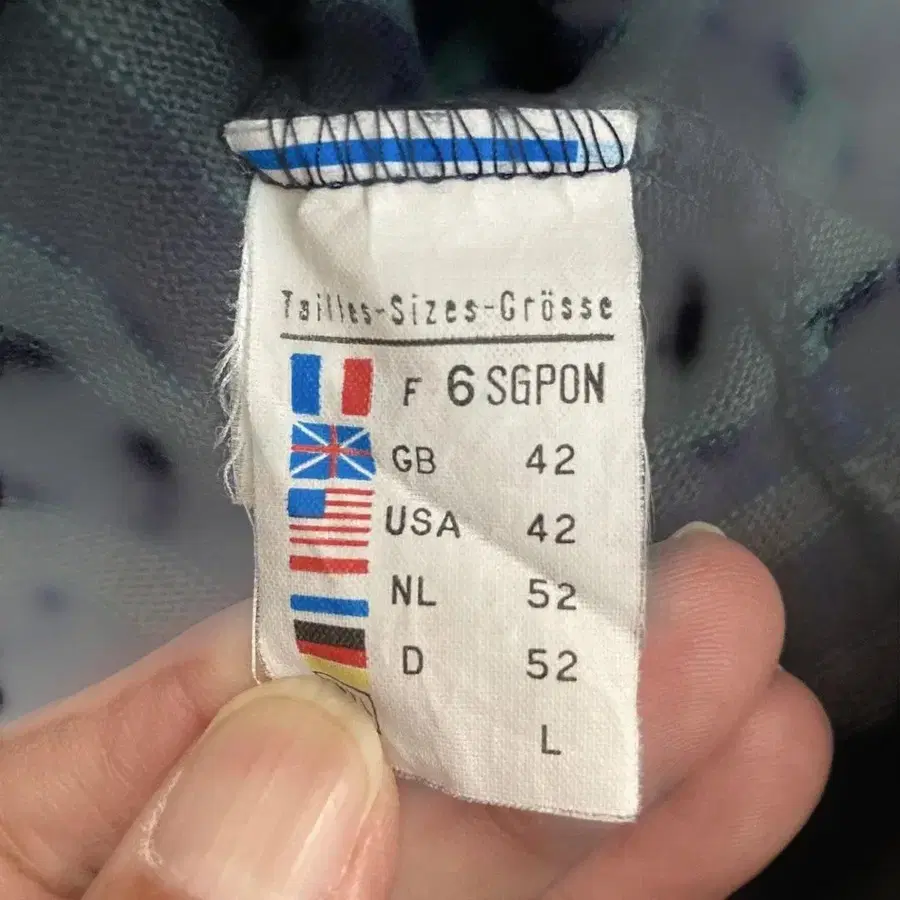 Tailles-Sizes-Grösse
F 6 SGPON
GB 42
USA 42
NL 52
D 52
L